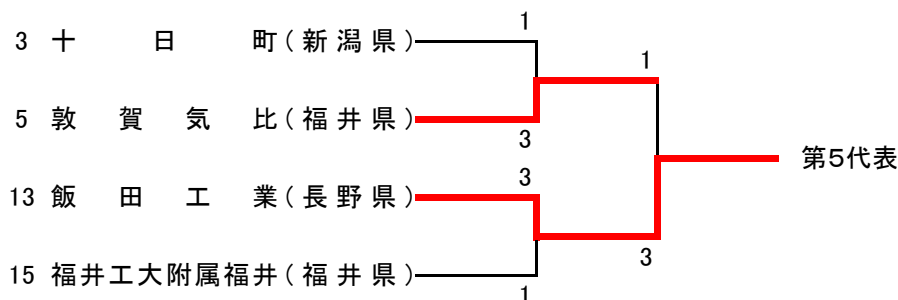 1
3 十日町(新潟県)
1
5 敦賀気比(福井県)
3
第5代表
3
13 飯田工業(長野県)
3
15 福井工大附属福井(福井県)
1